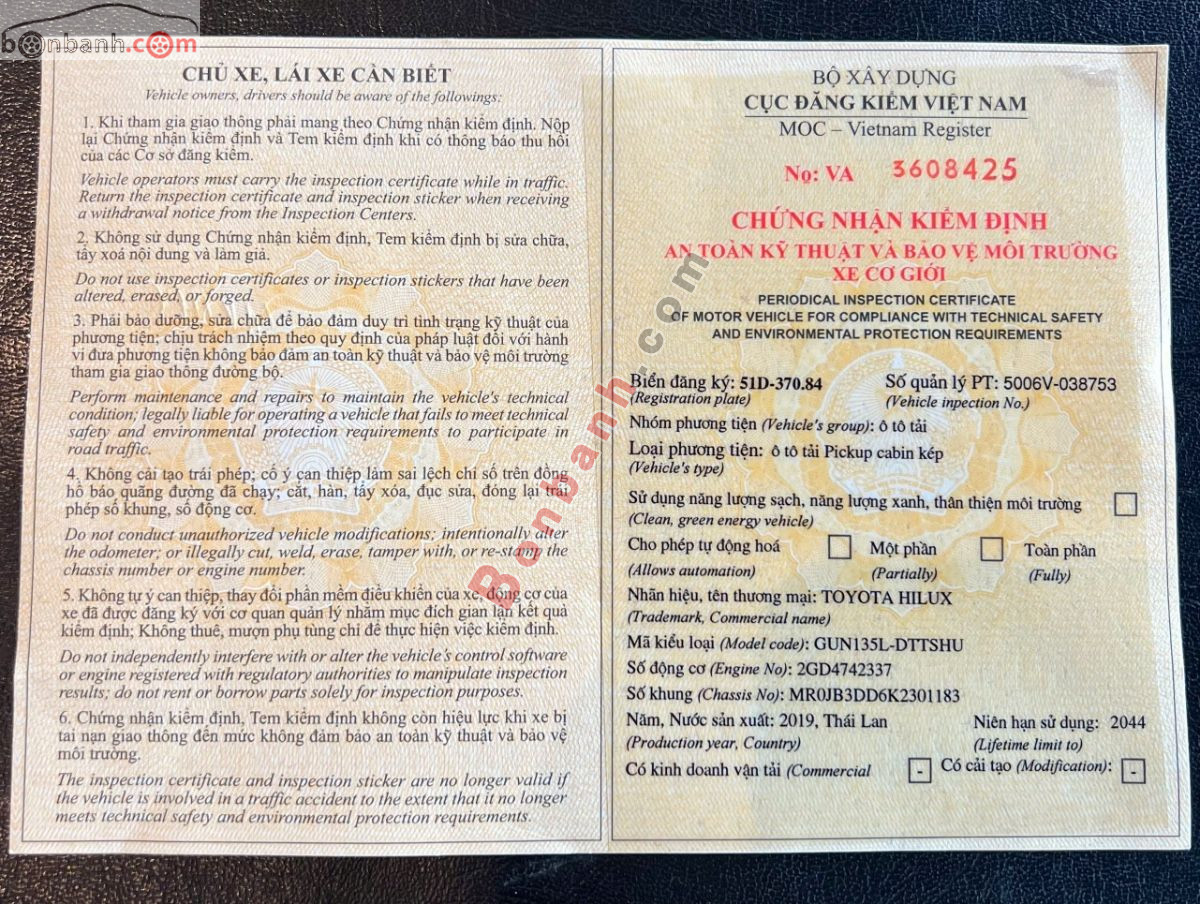 bonbanh.com
CHỦ XE, LÁI XE CẦN BIẾT
Vehicle owners, drivers should be aware of the followings:
1. Khi tham gia giao thông phải mang theo Chứng nhận kiểm định. Nộp
lại Chứng nhận kiểm định và Tem kiểm định khi có thông báo thu hồi
của các Cơ sở đăng kiểm.
Vehicle operators must carry the inspection certificate while in traffic.
Return the inspection certificate and inspection sticker when receiving
a withdrawal notice from the Inspection Centers.
2. Không sử dụng Chứng nhận kiểm định, Tem kiểm định bị sửa chữa,
tẩy xoá nội dung và làm giả.
Do not use inspection certificates or inspection stickers that have been
altered, erased, or forged.
3. Phải bảo dưỡng, sửa chữa để bảo đảm duy trì tình trạng kỹ thuật của
phương tiện; chịu trách nhiệm theo quy định của pháp luật đối với hành
vi đưa phương tiện không bảo đảm an toàn kỹ thuật và bảo vệ môi trường
tham gia giao thông đường bộ.
Perform maintenance and repairs to maintain the vehicle's technical
condition; legally liable for operating a vehicle that fails to meet technical
safety and environmental protection requirements to participate in
road traffic.
4. Không cải tạo trái phép; cố ý can thiệp làm sai lệch chỉ số trên đồng
hồ báo quãng đường đã chạy; cắt, hàn, tẩy xóa, đục sửa, đóng lại trái
phép số khung, số động cơ.
Do not conduct unauthorized vehicle modifications; intentionally alter
the odometer; or illegally cut, weld, erase, tamper with, or re-stamp the
chassis number or engine number.
5. Không tự ý can thiệp, thay đổi phần mềm điều khiển của xe, động cơ của
xe đã được đăng ký với cơ quan quản lý nhằm mục đích gian lận kết quả
kiểm định; Không thuê, mượn phụ tùng chỉ để thực hiện việc kiểm định.
Do not independently interfere with or alter the vehicle's control software
or engine registered with regulatory authorities to manipulate inspection
results; do not rent or borrow parts solely for inspection purposes.
6. Chứng nhận kiểm định, Tem kiểm định không còn hiệu lực khi xe bị
tai nạn giao thông đến mức không đảm bảo an toàn kỹ thuật và bảo vệ
môi trường.
The inspection certificate and inspection sticker are no longer valid if
the vehicle is involved in a traffic accident to the extent that it no longer
meets technical safety and environmental protection requirements.
BỘ XÂY DỰNG
CỤC ĐĂNG KIỂM VIỆT NAM
MOC – Vietnam Register
No: VA 3608425
CHỨNG NHẬN KIỂM ĐỊNH
AN TOÀN KỸ THUẬT VÀ BẢO VỆ MÔI TRƯỜNG
XE CƠ GIỚI
PERIODICAL INSPECTION CERTIFICATE
OF MOTOR VEHICLE FOR COMPLIANCE WITH TECHNICAL SAFETY
AND ENVIRONMENTAL PROTECTION REQUIREMENTS
Biển đăng ký: 51D-370.84 Số quản lý PT: 5006V-038753
(Registration plate) (Vehicle inpection No.)
Nhóm phương tiện (Vehicle's group): ô tô tải
Loại phương tiện: ô tô tải Pickup cabin kép
(Vehicle's type)
Sử dụng năng lượng sạch, năng lượng xanh, thân thiện môi trường
(Clean, green energy vehicle)
Cho phép tự động hoá Một phần Toàn phần
(Allows automation) (Partially) (Fully)
Nhãn hiệu, tên thương mại: TOYOTA HILUX
(Trademark, Commercial name)
Mã kiểu loại (Model code): GUN135L-DTTSHU
Số động cơ (Engine No): 2GD4742337
Số khung (Chassis No): MR0JB3DD6K2301183
Năm, Nước sản xuất: 2019, Thái Lan Niên hạn sử dụng: 2044
(Production year, Country) (Lifetime limit to)
Có kinh doanh vận tải (Commercial - Có cải tạo (Modification): -
Bonbanh.com